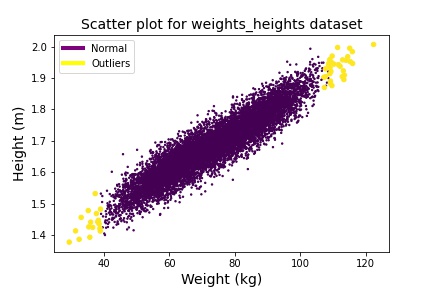 Scatter plot for weights_heights dataset
Normal
Outliers
Height (m)
2.0
1.9
1.8
1.7
1.6
1.5
1.4
40 60 80 100 120
Weight (kg)